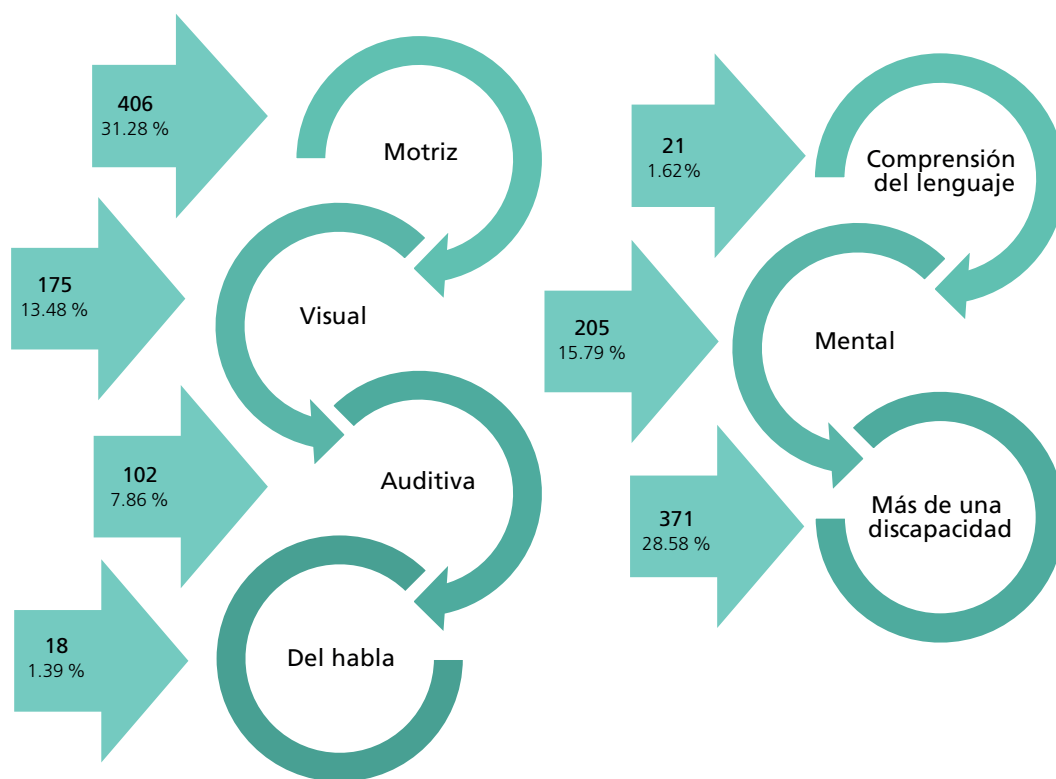 406
31.28 %
Motriz
175
13.48 %
Visual
102
7.86 %
Auditiva
18
1.39 %
Del habla
21
1.62%
Comprensión
del lenguaje
205
15.79 %
Mental
371
28.58 %
Más de una
discapacidad